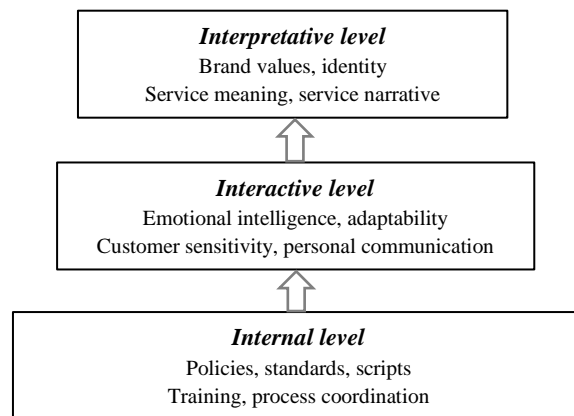 Interpretative level
Brand values, identity
Service meaning, service narrative
Interactive level
Emotional intelligence, adaptability
Customer sensitivity, personal communication
Internal level
Policies, standards, scripts
Training, process coordination